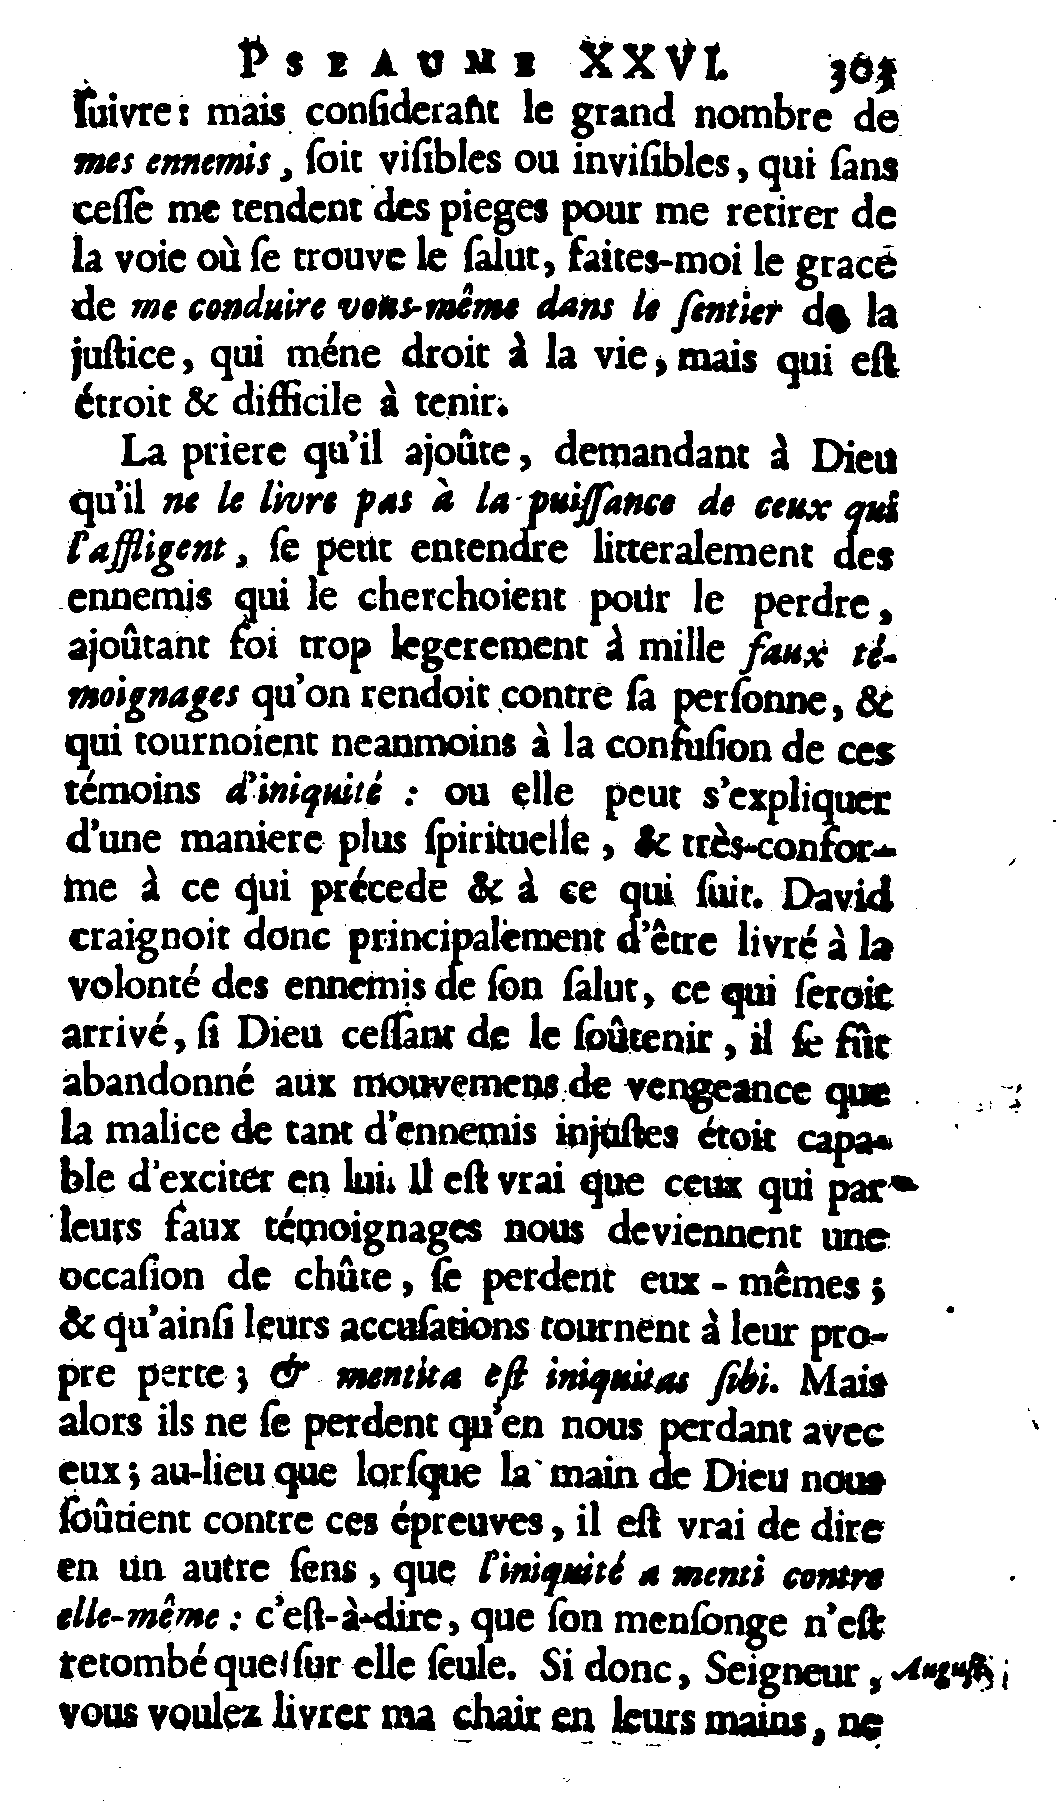 PSEAUME XXVI. 303
ſuivre: mais conſiderant le grand nombre de
mes ennemis, ſoit viſibles ou inviſibles, qui ſans
ceſſe me tendent des pieges pour me retirer de
la voie où ſe trouve le ſalut, faites-moi le grace
de me conduire vous-même dans le ſentier de la
juſtice, qui méne droit à la vie, mais qui eſt
étroit & difficile à tenir.
La priere qu'il ajoûte, demandant à Dieu
qu'il ne le livre pas à la puiſſance de ceux qui
l'affligent, ſe peut entendre litteralement des
ennemis qui le cherchoient pour le perdre,
ajoûtant foi trop legerement à mille faux té-
moignages qu'on rendoit contre ſa perſonne, &
qui tournoient neanmoins à la confuſion de ces
témoins d'iniquité : ou elle peut s'expliquer
d'une maniere plus ſpirituelle, & très-confor-
me à ce qui précede & à ce qui ſuit. David
craignoit donc principalement d'être livré à la
volonté des ennemis de ſon ſalut, ce qui ſeroit
arrivé, ſi Dieu ceſſant de le ſoûtenir, il ſe fût
abandonné aux mouvemens de vengeance que
la malice de tant d'ennemis injuſtes étoit capa-
ble d'exciter en lui. Il eſt vrai que ceux qui par
leurs faux témoignages nous deviennent une
occaſion de chûte, ſe perdent eux-mêmes;
& qu'ainſi leurs accuſations tournent à leur pro-
pre perte; & mentita eſt iniquitas ſibi. Mais
alors ils ne ſe perdent qu'en nous perdant avec
eux; au-lieu que lorſque la main de Dieu nous
ſoûtient contre ces épreuves, il eſt vrai de dire
en un autre ſens, que l'iniquité a menti contre
elle-même : c'eſt-à-dire, que ſon menſonge n'eſt
retombé que ſur elle ſeule. Si donc, Seigneur, Auguſt.
vous voulez livrer ma chair en leurs mains, ne